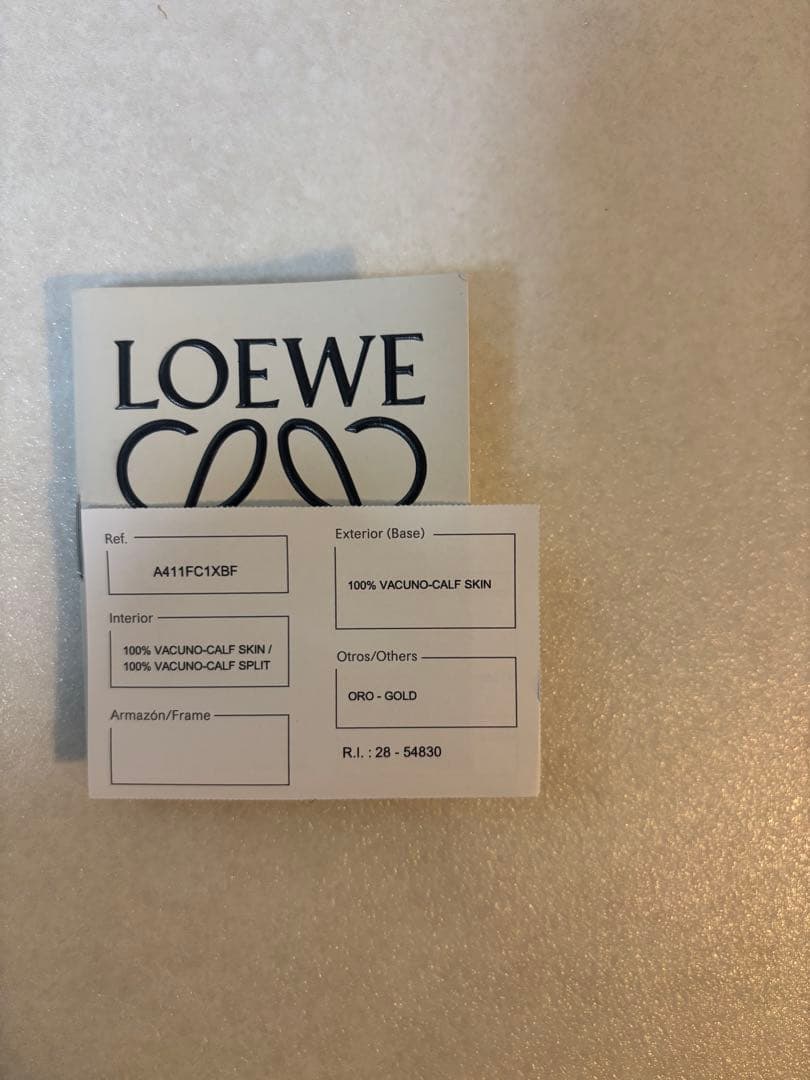 LOEWE
Ref.
A411FC1XBF
Interior
100% VACUNO-CALF SKIN /
100% VACUNO-CALF SPLIT
Armazón/Frame
Exterior (Base)
100% VACUNO-CALF SKIN
Otros/Others
ORO - GOLD
R.I. : 28 - 54830